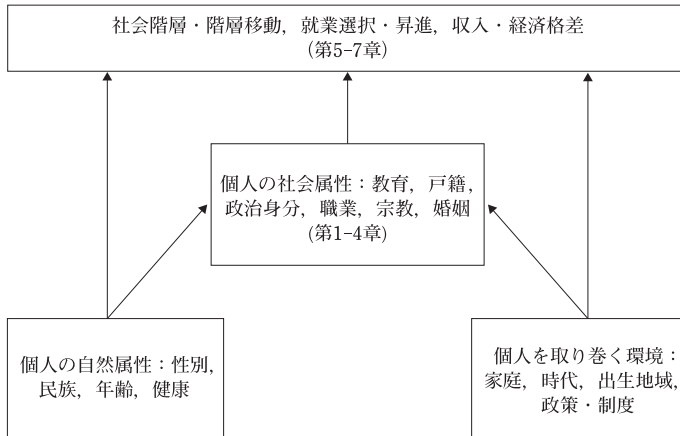 社会階層・階層移動，就業選択・昇進，収入・経済格差
(第5-7章)
個人の社会属性：教育，戸籍，
政治身分，職業，宗教，婚姻
(第1-4章)
個人の自然属性：性別，
民族，年齢，健康
個人を取り巻く環境：
家庭，時代，出生地域，
政策・制度